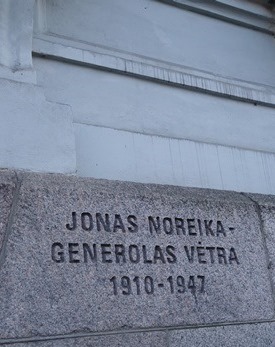 JONAS NOREIKA-
GENEROLAS VĖTRA
1910-1947